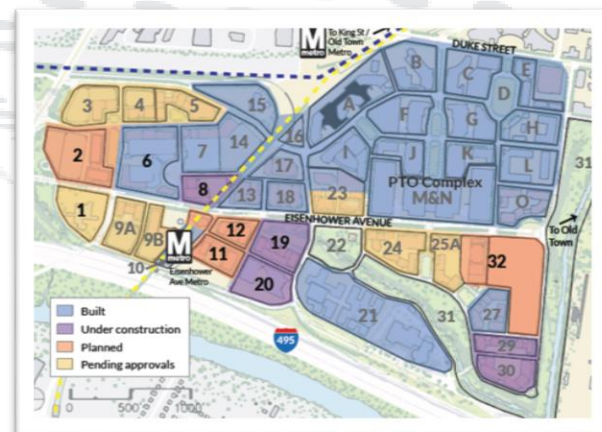 To King St /
Old Town
Metro
M
metro
DUKE STREET
B
C
E
D
3
4
5
15
A
F
G
H
2
6
7
14
16
I
J
K
L
17
PTO Complex
M&N
31
8
13
18
23
O
1
9A
9B
9
EISENHOWER AVENUE
To Old
Town
12
11
19
22
24
25A
32
M
metro
10
Eisenhower
Ave Metro
20
21
31
27
29
30
495
Built
Under construction
Planned
Pending approvals
0
500
1000